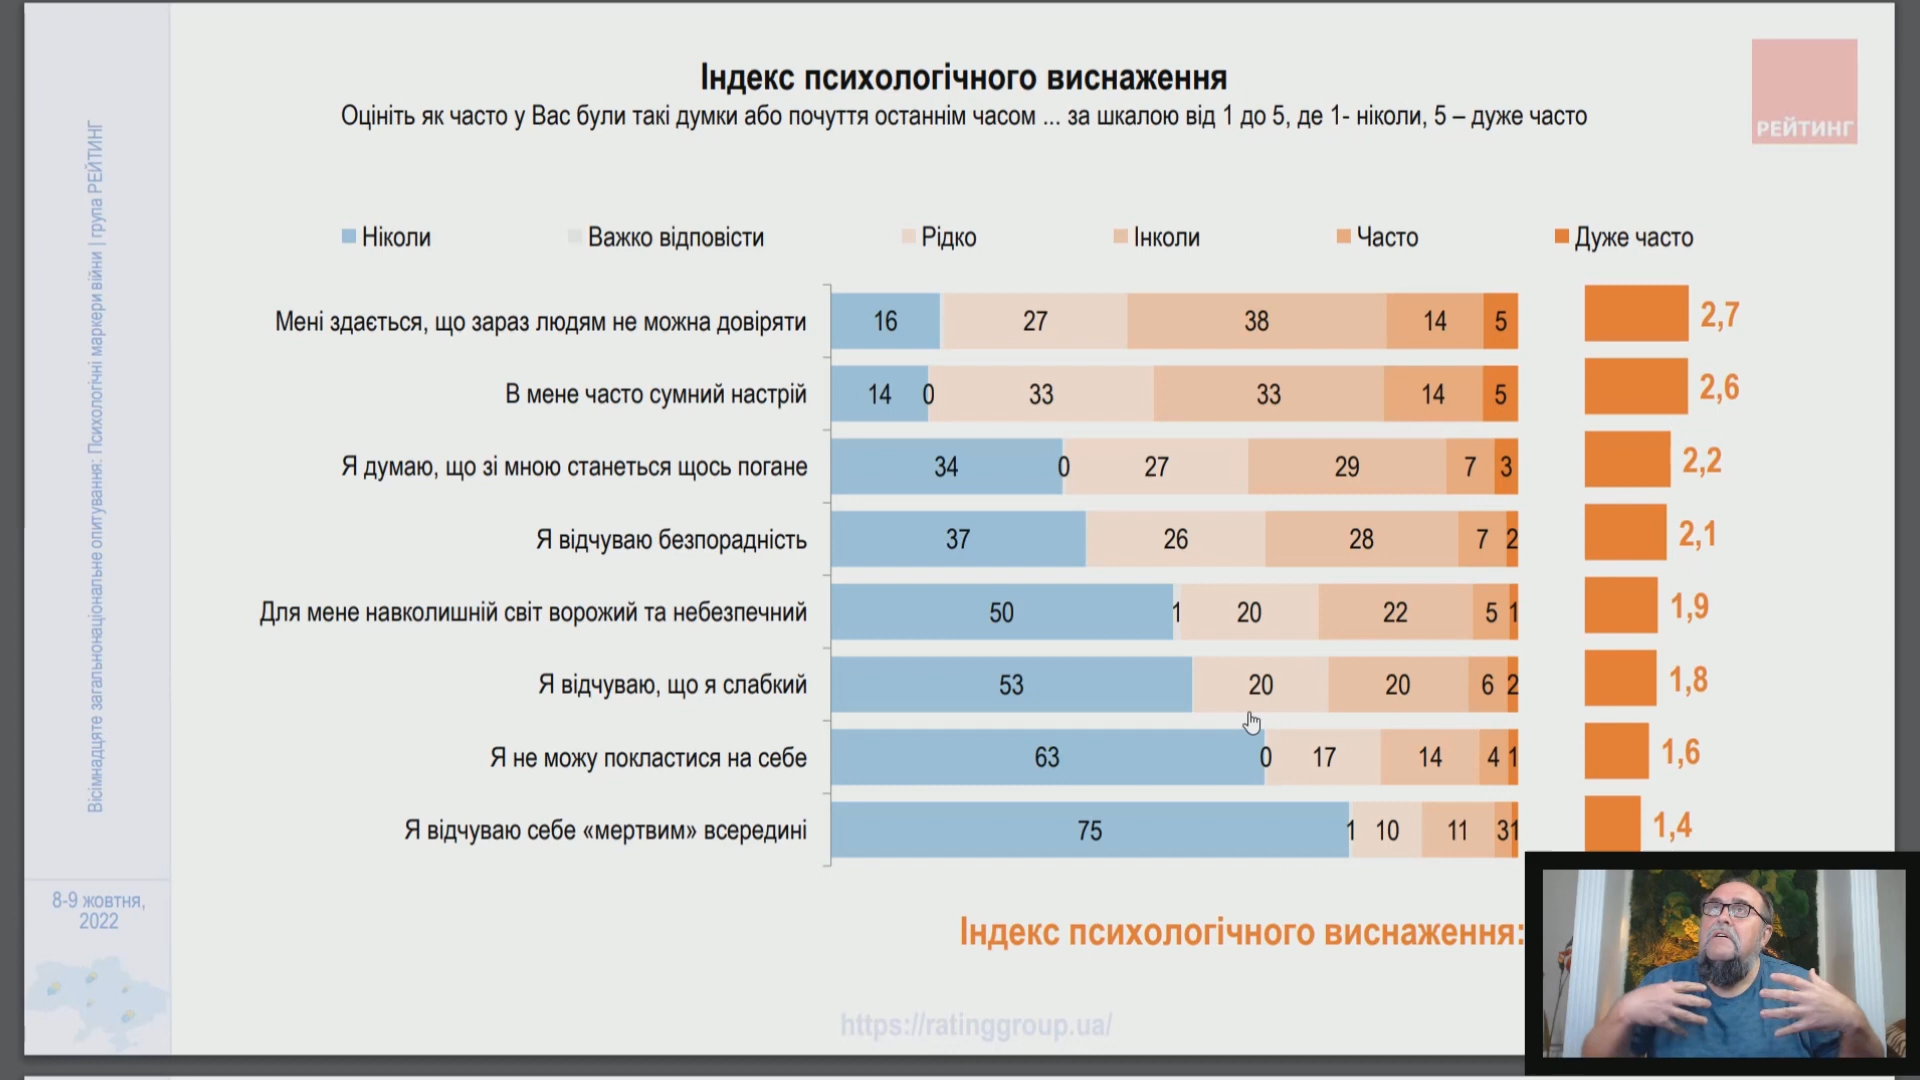 Індекс психологічного виснаження
Оцініть як часто у Вас були такі думки або почуття останнім часом ... за шкалою від 1 до 5, де 1- ніколи, 5 – дуже часто
РЕЙТИНГ
Вісімнадцяте загальнонаціональне опитування: Психологічні маркери війни | група РЕЙТИНГ
Ніколи Важко відповісти Рідко Інколи Часто Дуже часто
Мені здається, що зараз людям не можна довіряти 16 27 38 14 5 2,7
В мене часто сумний настрій 14 0 33 33 14 5 2,6
Я думаю, що зі мною станеться щось погане 34 0 27 29 7 3 2,2
Я відчуваю безпорадність 37 26 28 7 2 2,1
Для мене навколишній світ ворожий та небезпечний 50 1 20 22 5 1 1,9
Я відчуваю, що я слабкий 53 20 20 6 2 1,8
Я не можу покластися на себе 63 0 17 14 4 1 1,6
Я відчуваю себе «мертвим» всередині 75 1 10 11 3 1 1,4
8-9 жовтня,
2022
Індекс психологічного виснаження:
https://ratinggroup.ua/